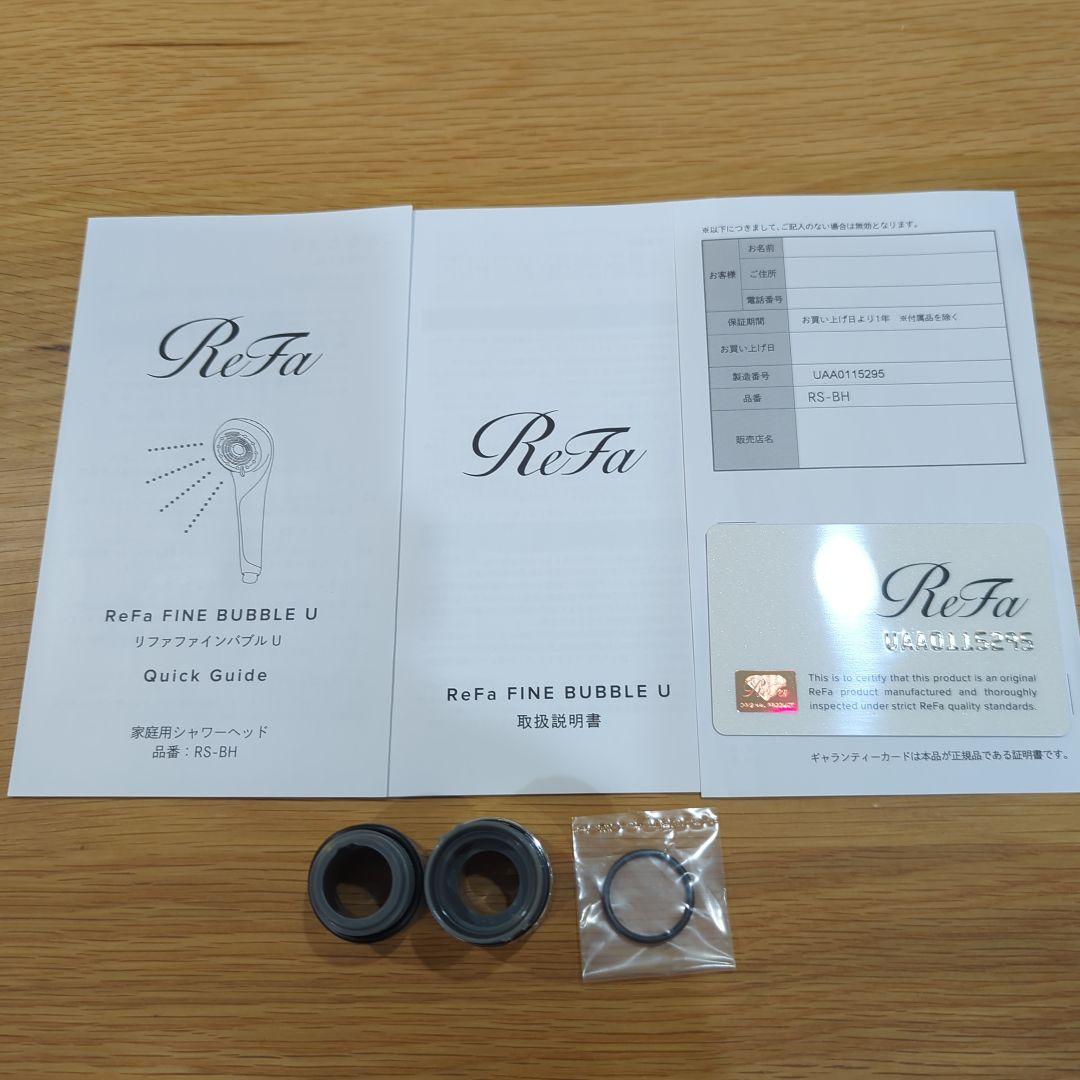 ReFa
ReFa FINE BUBBLE U
リファファインバブル U
Quick Guide
家庭用シャワーヘッド
品番：RS-BH
ReFa
ReFa FINE BUBBLE U
取扱説明書
※以下につきまして、ご記入のない場合は無効となります。
お客様
お名前
ご住所
電話番号
保証期間 お買い上げ日より1年 ※付属品を除く
お買い上げ日
製造番号 UAA0115295
品番 RS-BH
販売店名
ReFa
UAA0115295
ReFa
ORIGINAL PRODUCT
This is to certify that this product is an original
ReFa product manufactured and thoroughly
inspected under strict ReFa quality standards.
ギャランティーカードは本品が正規品である証明書です。